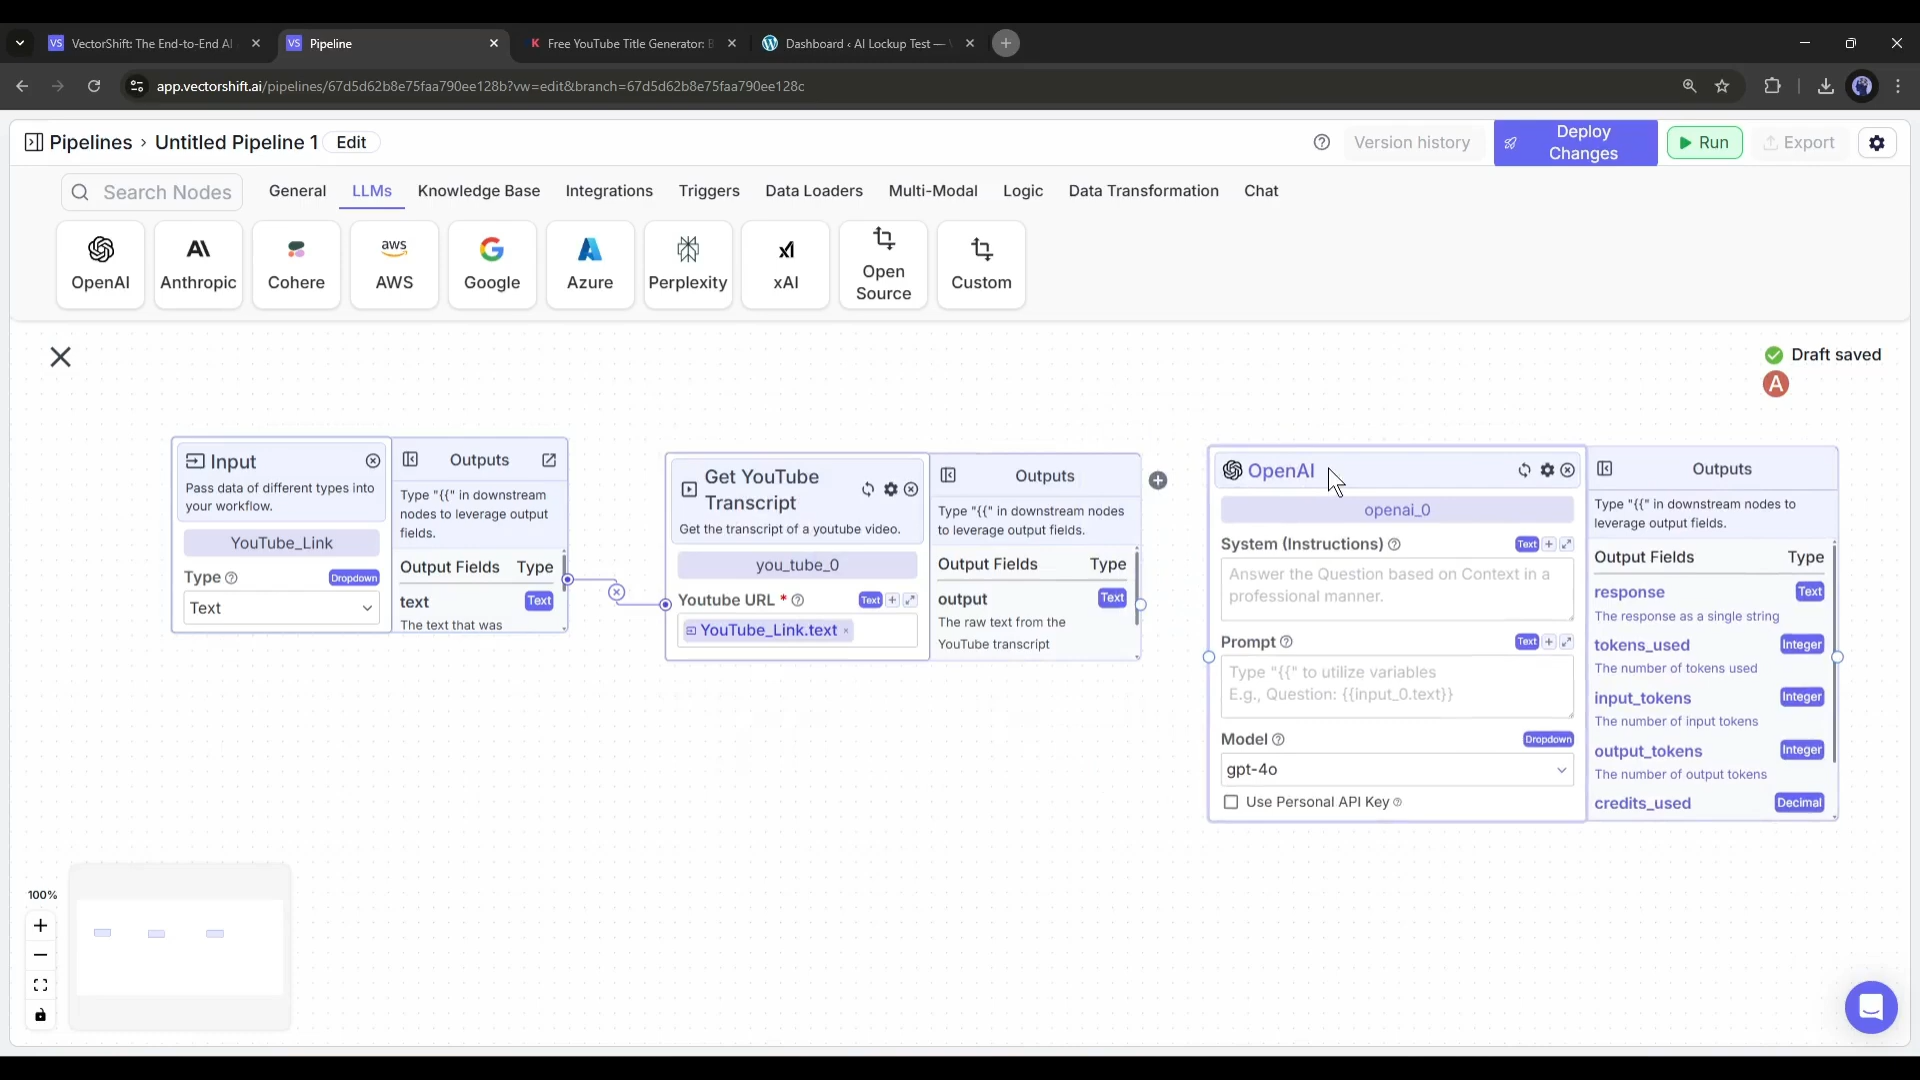 VectorShift: The End-to-End AI
Pipeline
Free YouTube Title Generator:
Dashboard ‹ AI Lockup Test —
app.vectorshift.ai/pipelines/67d5d62b8e75faa790ee128b?vw=edit&branch=67d5d62b8e75faa790ee128c
Pipelines › Untitled Pipeline 1 Edit
Version history
Deploy Changes
Run
Export
Search Nodes
General
LLMs
Knowledge Base
Integrations
Triggers
Data Loaders
Multi-Modal
Logic
Data Transformation
Chat
OpenAI
Anthropic
Cohere
aws
AWS
Google
Azure
Perplexity
xAI
Open Source
Custom
Draft saved
A
Input
Pass data of different types into
your workflow.
YouTube_Link
Type
Dropdown
Text
Outputs
Type "{{" in downstream
nodes to leverage output
fields.
Output Fields Type
text Text
The text that was
Get YouTube
Transcript
Get the transcript of a youtube video.
you_tube_0
Youtube URL * Text
YouTube_Link.text
Outputs
Type "{{" in downstream nodes
to leverage output fields.
Output Fields Type
output Text
The raw text from the
YouTube transcript
OpenAI
openai_0
System (Instructions) Text
Answer the Question based on Context in a
professional manner.
Prompt Text
Type "{{" to utilize variables
E.g., Question: {{input_0.text}}
Model Dropdown
gpt-4o
Use Personal API Key
Outputs
Type "{{" in downstream nodes to
leverage output fields.
Output Fields Type
response Text
The response as a single string
tokens_used Integer
The number of tokens used
input_tokens Integer
The number of input tokens
output_tokens Integer
The number of output tokens
credits_used Decimal
100%